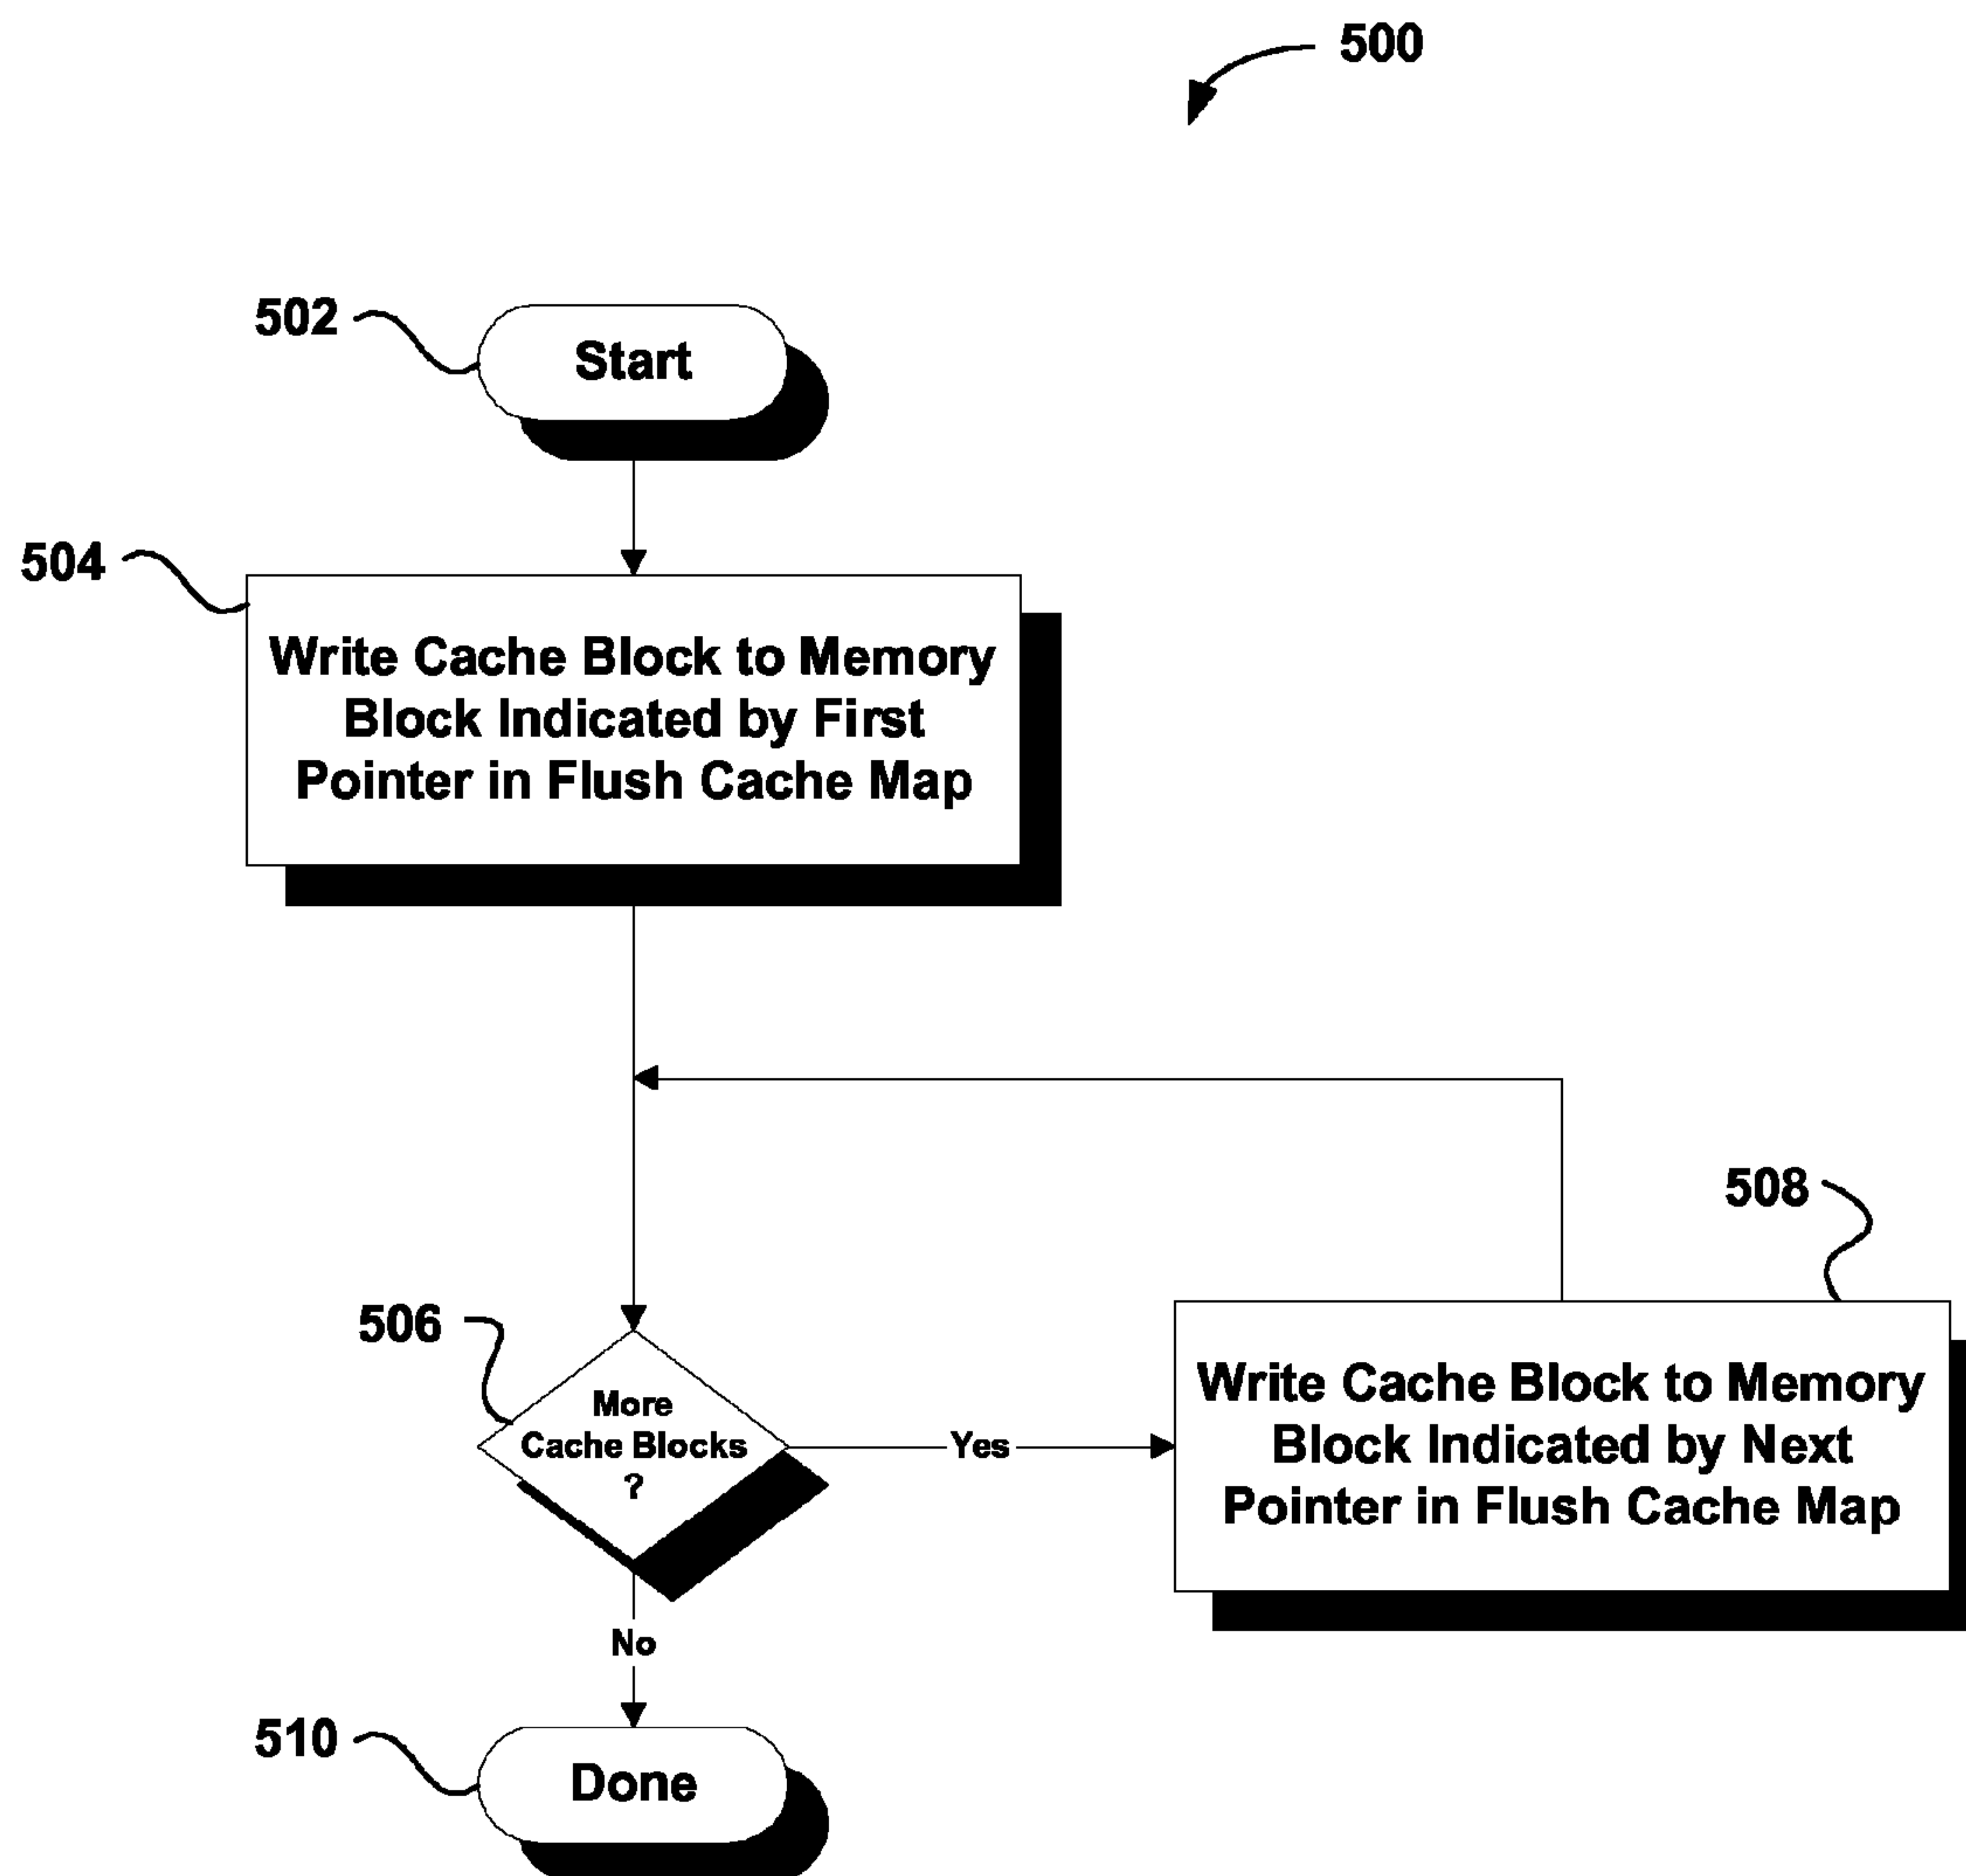 500
502
Start
504
Write Cache Block to Memory
Block Indicated by First
Pointer in Flush Cache Map
508
506
More
Cache Blocks
?
Yes
Write Cache Block to Memory
Block Indicated by Next
Pointer in Flush Cache Map
No
510
Done